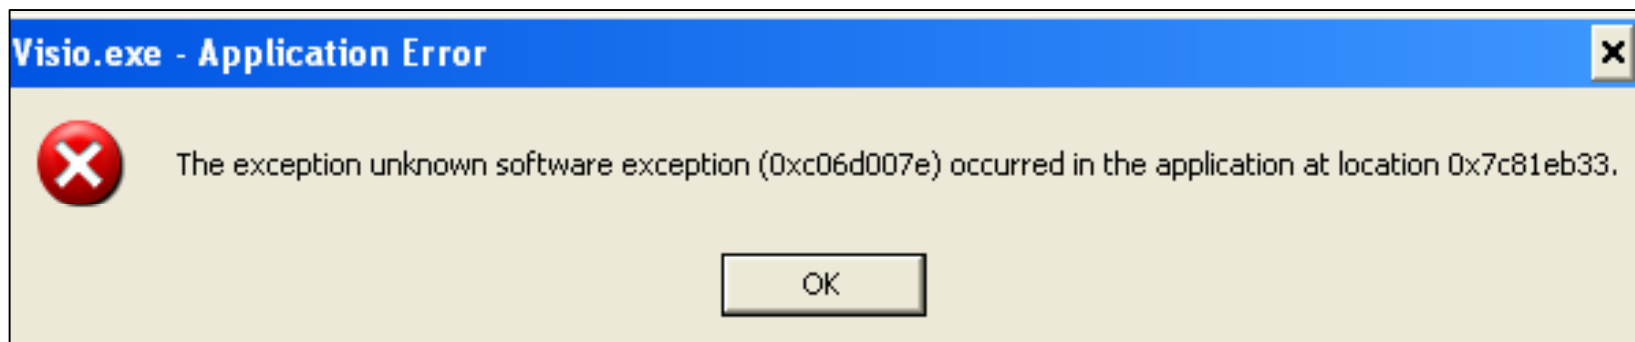 Visio.exe - Application Error
The exception unknown software exception (0xc06d007e) occurred in the application at location 0x7c81eb33.
OK